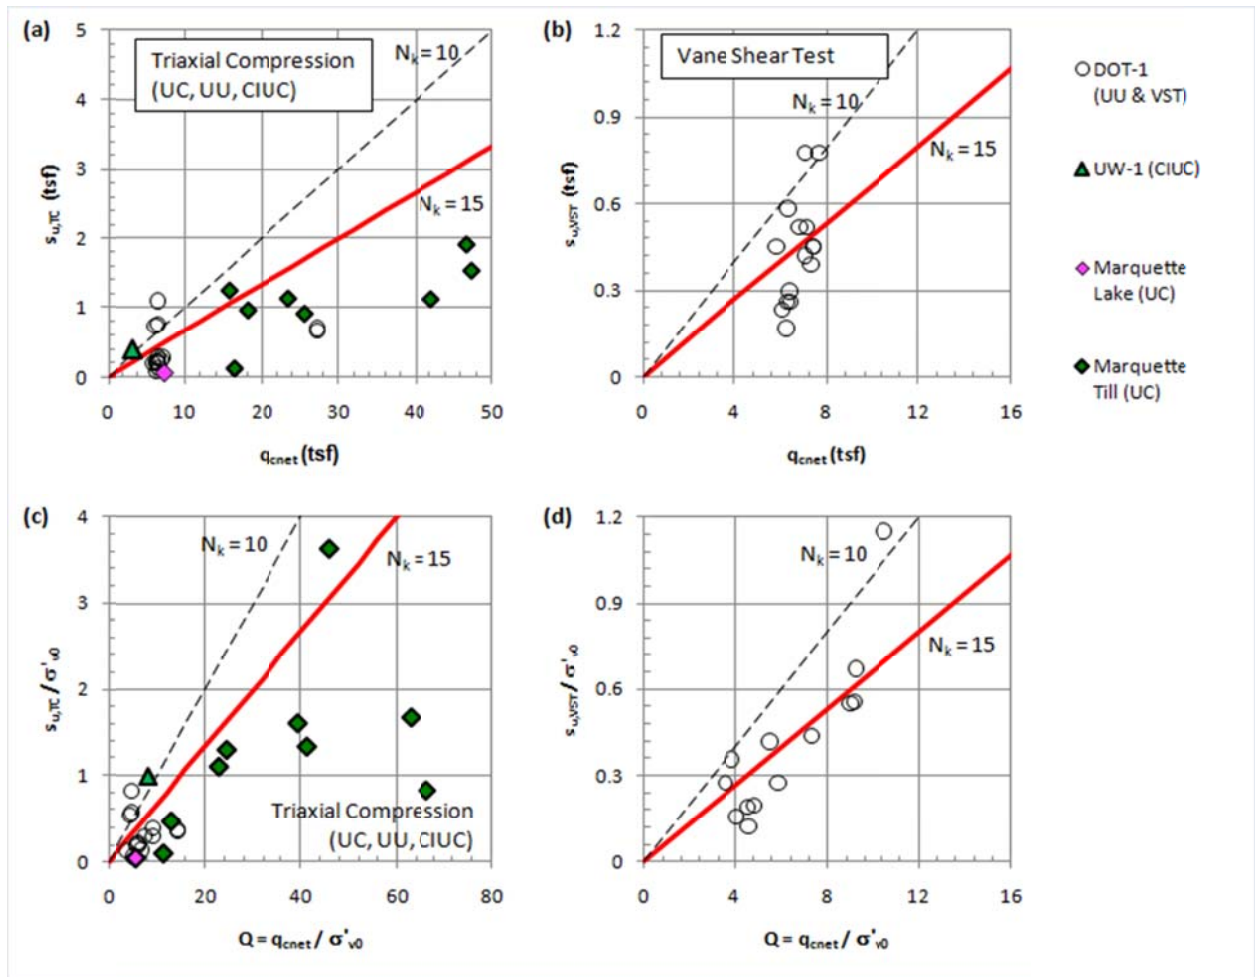 (a)
5
4
3
2
1
0
s_u,TC (tsf)
Triaxial Compression
(UC, UU, CIUC)
N_k = 10
N_k = 15
0 10 20 30 40 50
q_cnet (tsf)
(b)
1.2
0.9
0.6
0.3
0
s_u,VST (tsf)
Vane Shear Test
N_k = 10
N_k = 15
0 4 8 12 16
q_cnet (tsf)
DOT-1
(UU & VST)
UW-1 (CIUC)
Marquette
Lake (UC)
Marquette
Till (UC)
(c)
4
3
2
1
0
s_u,TC / σ'_v0
N_k = 10
N_k = 15
Triaxial Compression
(UC, UU, CIUC)
0 20 40 60 80
Q = q_cnet / σ'_v0
(d)
1.2
0.9
0.6
0.3
0
s_u,VST / σ'_v0
N_k = 10
N_k = 15
0 4 8 12 16
Q = q_cnet / σ'_v0